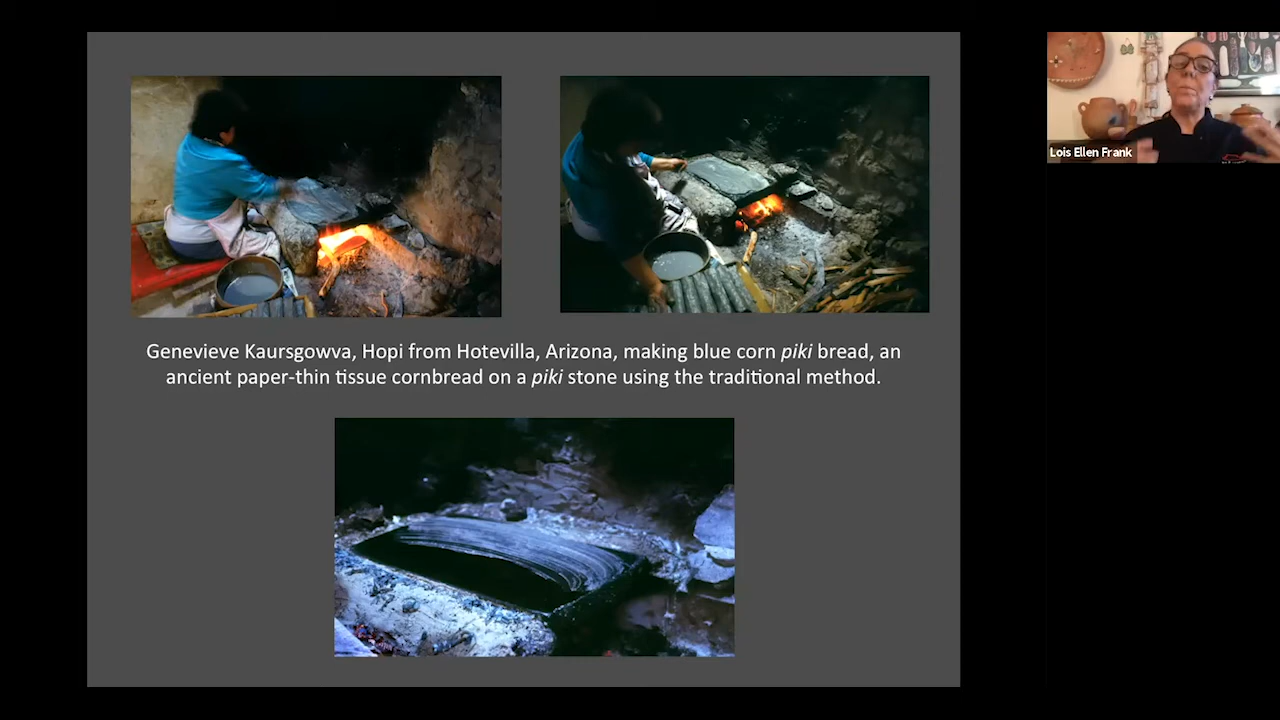 Genevieve Kaursgowva, Hopi from Hotevilla, Arizona, making blue corn piki bread, an
ancient paper-thin tissue cornbread on a piki stone using the traditional method.
Lois Ellen Frank